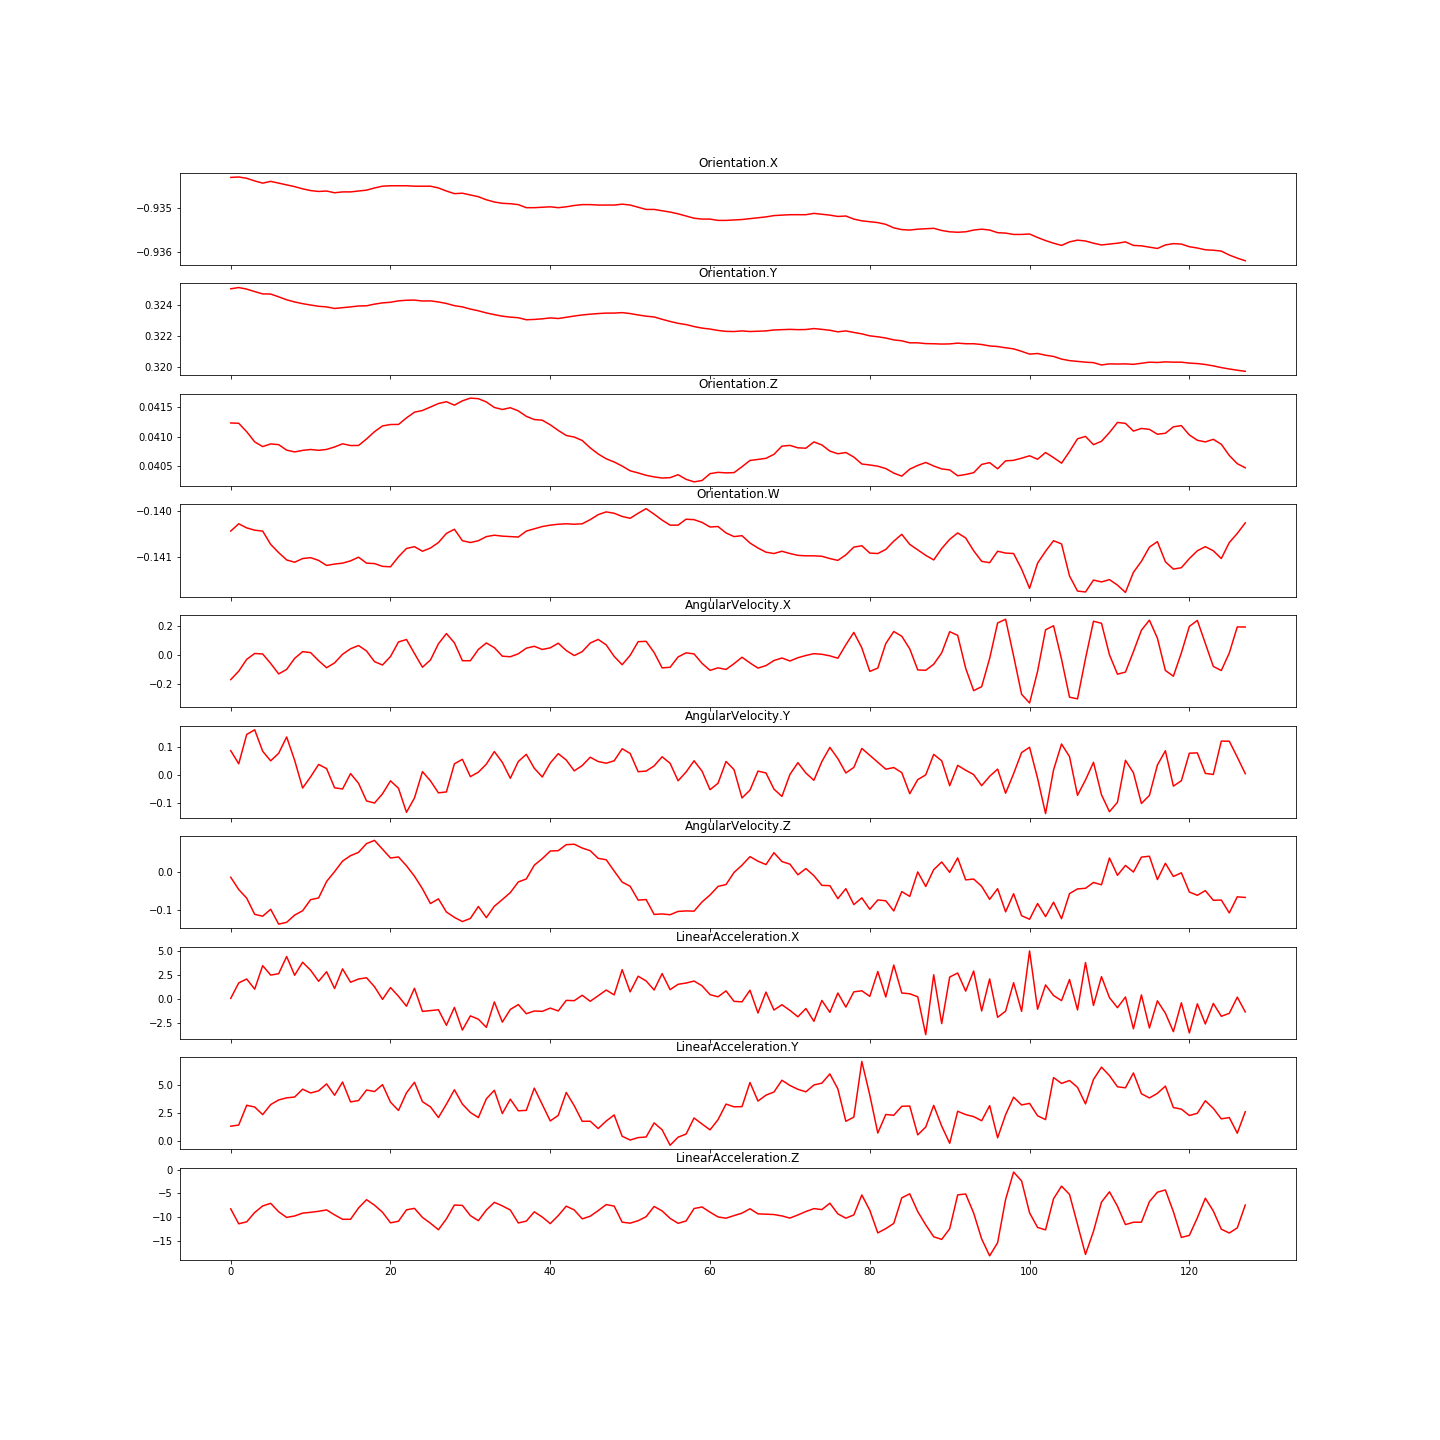 Orientation.X
−0.935
−0.936
Orientation.Y
0.324
0.322
0.320
Orientation.Z
0.0415
0.0410
0.0405
Orientation.W
−0.140
−0.141
AngularVelocity.X
0.2
0.0
−0.2
AngularVelocity.Y
0.1
0.0
−0.1
AngularVelocity.Z
0.0
−0.1
LinearAcceleration.X
5.0
2.5
0.0
−2.5
LinearAcceleration.Y
5.0
2.5
0.0
LinearAcceleration.Z
0
−5
−10
−15
0 20 40 60 80 100 120